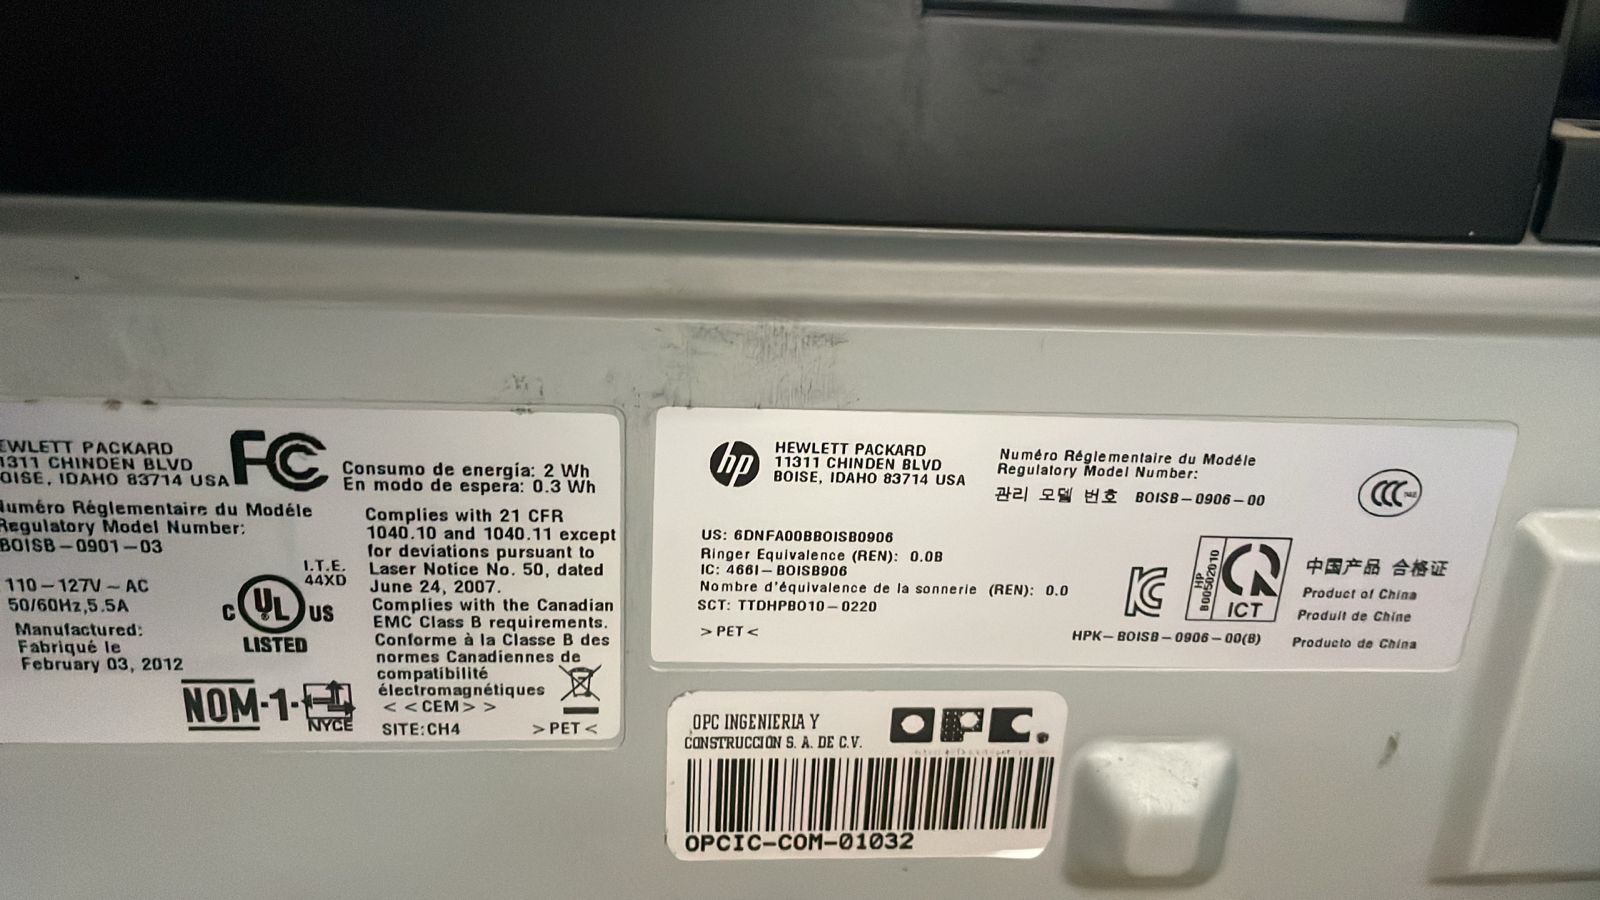 EWLETT PACKARD
1311 CHINDEN BLVD
OISE, IDAHO 83714 USA
FC
Consumo de energía: 2 Wh
En modo de espera: 0.3 Wh
Numéro Réglementaire du Modéle
Regulatory Model Number:
BOISB-0901-03
110-127V~AC
50/60Hz,5.5A
Manufactured:
Fabriqué le
February 03, 2012
I.T.E.
44XD
C UL US
LISTED
NOM-1-
NYCE
Complies with 21 CFR
1040.10 and 1040.11 except
for deviations pursuant to
Laser Notice No. 50, dated
June 24, 2007.
Complies with the Canadian
EMC Class B requirements.
Conforme à la Classe B des
normes Canadiennes de
compatibilité
électromagnétiques
<<CEM>>
SITE:CH4
>PET<
hp
HEWLETT PACKARD
11311 CHINDEN BLVD
BOISE, IDAHO 83714 USA
Numéro Réglementaire du Modéle
Regulatory Model Number:
관리 모델 번호 BOISB-0906-00
CCC
US: 6DNFA00BBOISB0906
Ringer Equivalence (REN): 0.0B
IC: 4661-BOISB906
Nombre d'équivalence de la sonnerie (REN): 0.0
SCT: TTDHPB010-0220
>PET<
HPK-BOISB-0906-00(B)
HP
B00502010
ICT
中国产品 合格证
Product of China
Produit de Chine
Producto de China
OPC INGENIERIA Y
CONSTRUCCION S. A. DE C.V.
OPC.
OPCIC-COM-01032